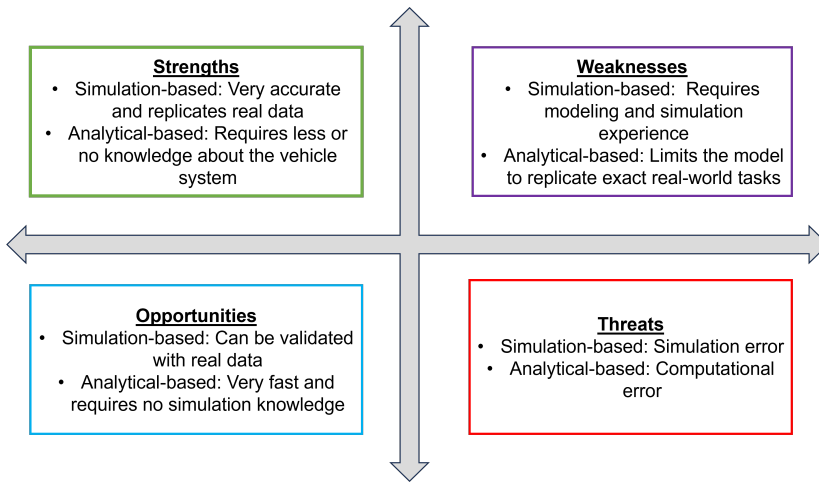 Strengths
• Simulation-based: Very accurate
and replicates real data
• Analytical-based: Requires less or
no knowledge about the vehicle
system
Weaknesses
• Simulation-based: Requires
modeling and simulation
experience
• Analytical-based: Limits the model
to replicate exact real-world tasks
Opportunities
• Simulation-based: Can be validated
with real data
• Analytical-based: Very fast and
requires no simulation knowledge
Threats
• Simulation-based: Simulation error
• Analytical-based: Computational
error